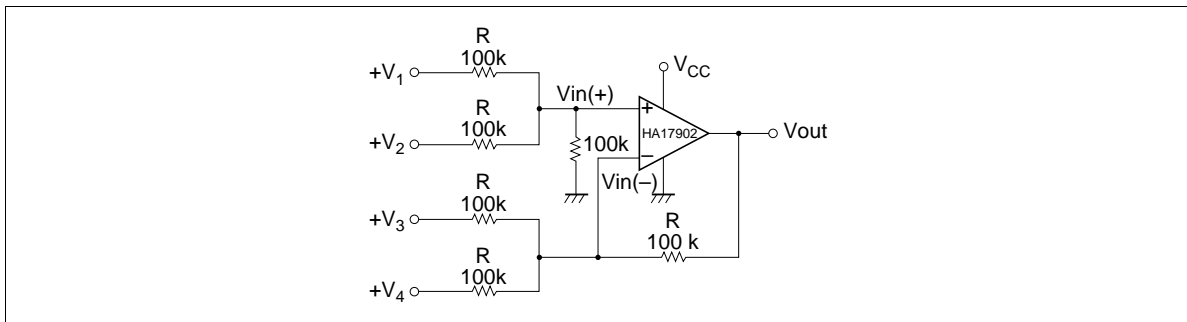 R
100k
+V1
R
100k
+V2
R
100k
+V3
R
100k
+V4
Vin(+)
100k
Vin(–)
VCC
HA17902
+
–
Vout
R
100 k